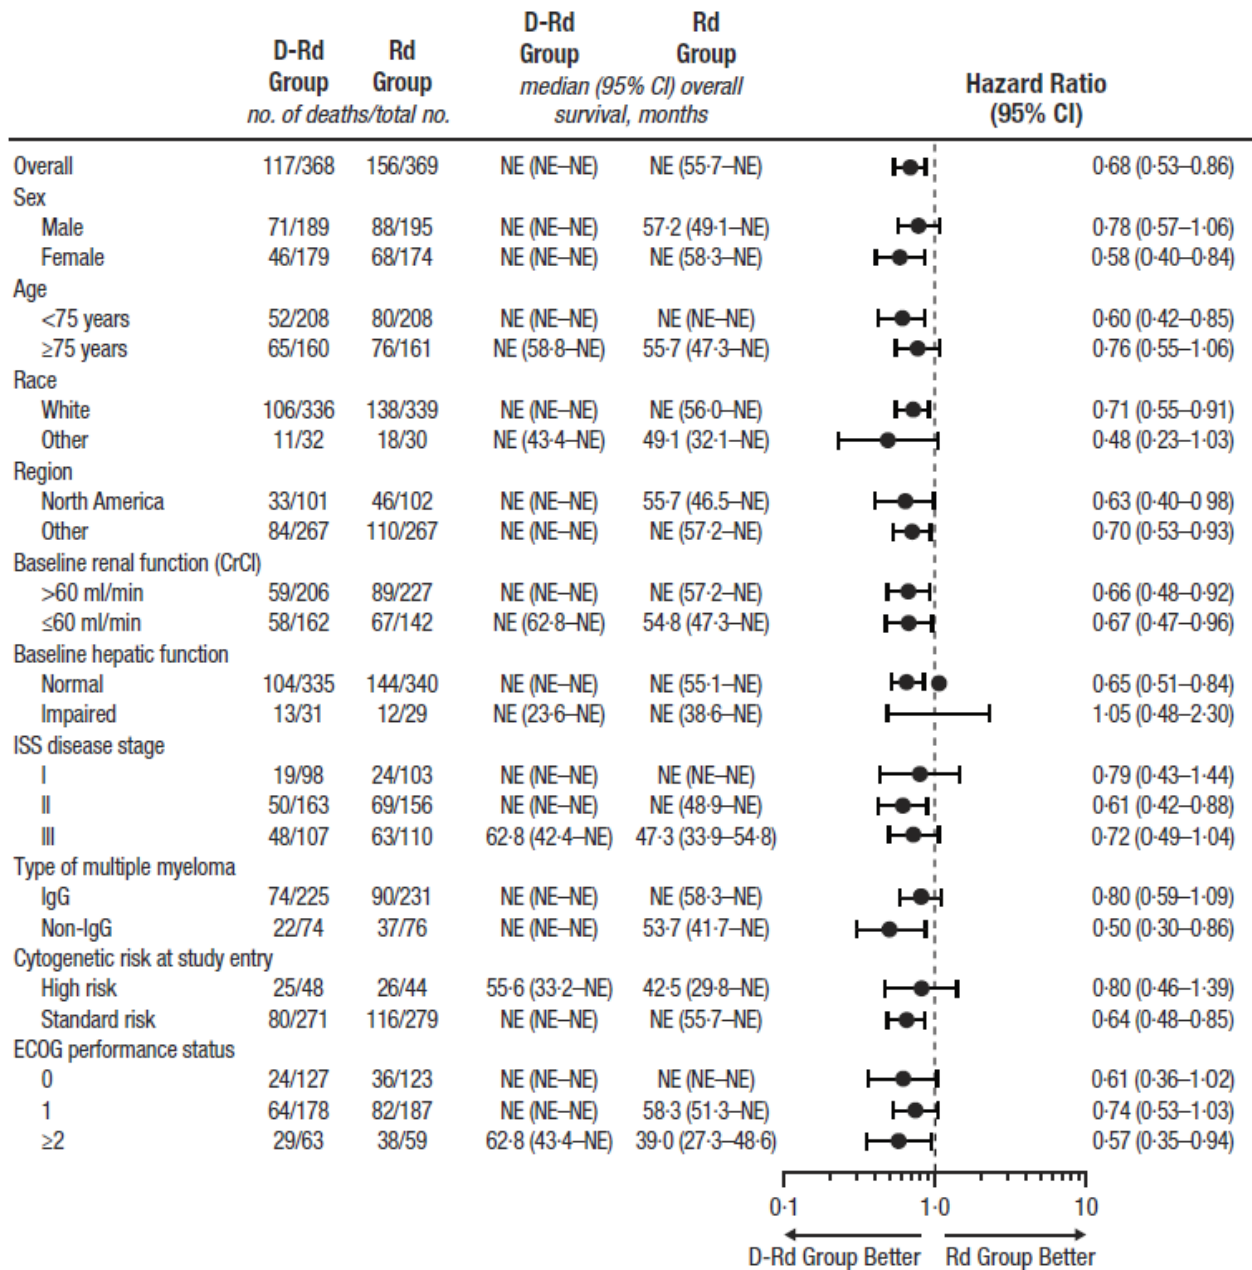 D-Rd Group Rd Group D-Rd Group Rd Group
no. of deaths/total no. median (95% CI) overall survival, months Hazard Ratio (95% CI)
Overall 117/368 156/369 NE (NE–NE) NE (55·7–NE) 0·68 (0·53–0.86)
Sex
Male 71/189 88/195 NE (NE–NE) 57·2 (49·1–NE) 0·78 (0·57–1·06)
Female 46/179 68/174 NE (NE–NE) NE (58·3–NE) 0·58 (0·40–0·84)
Age
<75 years 52/208 80/208 NE (NE–NE) NE (NE–NE) 0·60 (0·42–0·85)
≥75 years 65/160 76/161 NE (58·8–NE) 55·7 (47·3–NE) 0·76 (0·55–1·06)
Race
White 106/336 138/339 NE (NE–NE) NE (56·0–NE) 0·71 (0·55–0·91)
Other 11/32 18/30 NE (43·4–NE) 49·1 (32·1–NE) 0·48 (0·23–1·03)
Region
North America 33/101 46/102 NE (NE–NE) 55·7 (46·5–NE) 0·63 (0·40–0 98)
Other 84/267 110/267 NE (NE–NE) NE (57·2–NE) 0·70 (0·53–0·93)
Baseline renal function (CrCl)
>60 ml/min 59/206 89/227 NE (NE–NE) NE (57·2–NE) 0·66 (0·48–0·92)
≤60 ml/min 58/162 67/142 NE (62·8–NE) 54·8 (47·3–NE) 0·67 (0·47–0·96)
Baseline hepatic function
Normal 104/335 144/340 NE (NE–NE) NE (55·1–NE) 0·65 (0·51–0·84)
Impaired 13/31 12/29 NE (23·6–NE) NE (38·6–NE) 1·05 (0·48–2·30)
ISS disease stage
I 19/98 24/103 NE (NE–NE) NE (NE–NE) 0·79 (0·43–1·44)
II 50/163 69/156 NE (NE–NE) NE (48·9–NE) 0·61 (0·42–0·88)
III 48/107 63/110 62·8 (42·4–NE) 47·3 (33·9–54·8) 0·72 (0·49–1·04)
Type of multiple myeloma
IgG 74/225 90/231 NE (NE–NE) NE (58·3–NE) 0·80 (0·59–1·09)
Non-IgG 22/74 37/76 NE (NE–NE) 53·7 (41·7–NE) 0·50 (0·30–0·86)
Cytogenetic risk at study entry
High risk 25/48 26/44 55·6 (33·2–NE) 42·5 (29·8–NE) 0·80 (0·46–1·39)
Standard risk 80/271 116/279 NE (NE–NE) NE (55·7–NE) 0·64 (0·48–0·85)
ECOG performance status
0 24/127 36/123 NE (NE–NE) NE (NE–NE) 0·61 (0·36–1·02)
1 64/178 82/187 NE (NE–NE) 58·3 (51·3–NE) 0·74 (0·53–1·03)
≥2 29/63 38/59 62·8 (43·4–NE) 39·0 (27·3–48·6) 0·57 (0·35–0·94)
0·1 1·0 10
D-Rd Group Better Rd Group Better